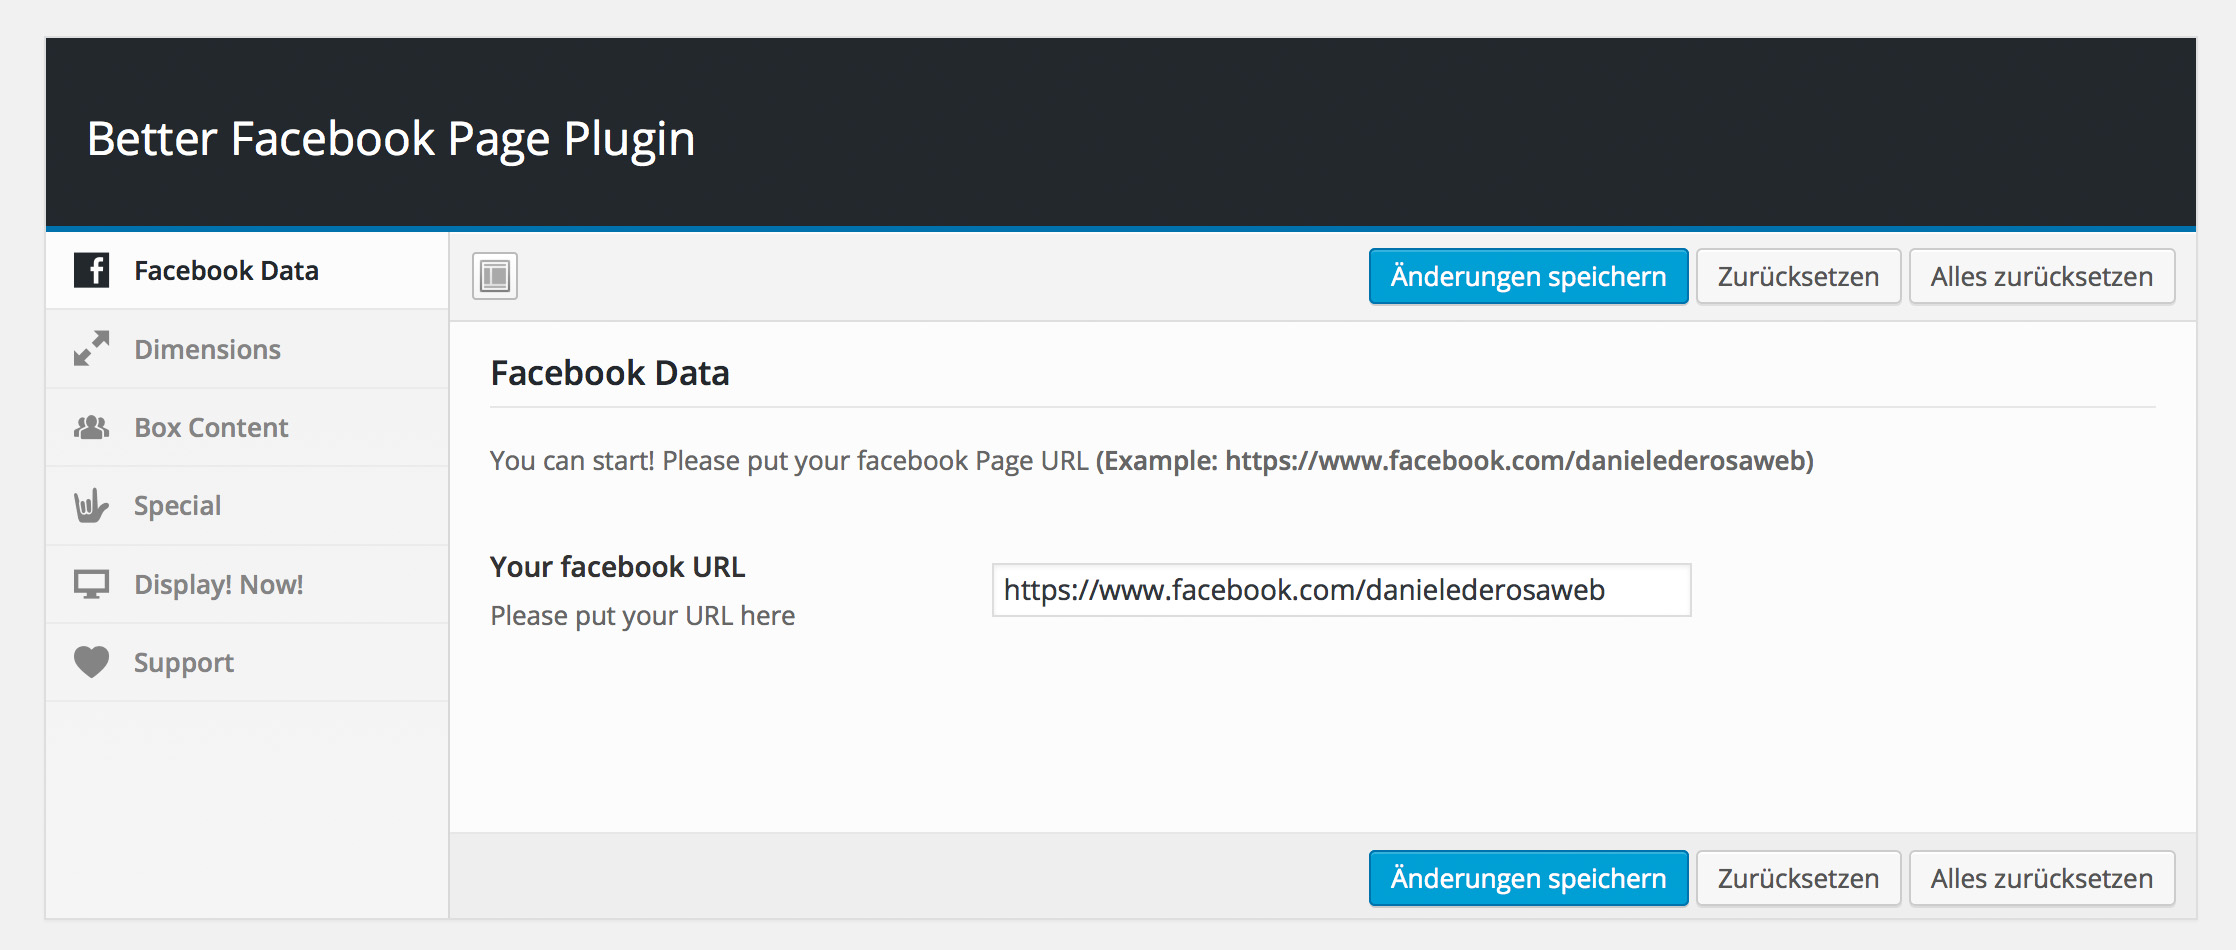 Better Facebook Page Plugin
Facebook Data
Dimensions
Box Content
Special
Display! Now!
Support
Änderungen speichern
Zurücksetzen
Alles zurücksetzen
Facebook Data
You can start! Please put your facebook Page URL (Example: https://www.facebook.com/danielederosaweb)
Your facebook URL
Please put your URL here
https://www.facebook.com/danielederosaweb
Änderungen speichern
Zurücksetzen
Alles zurücksetzen